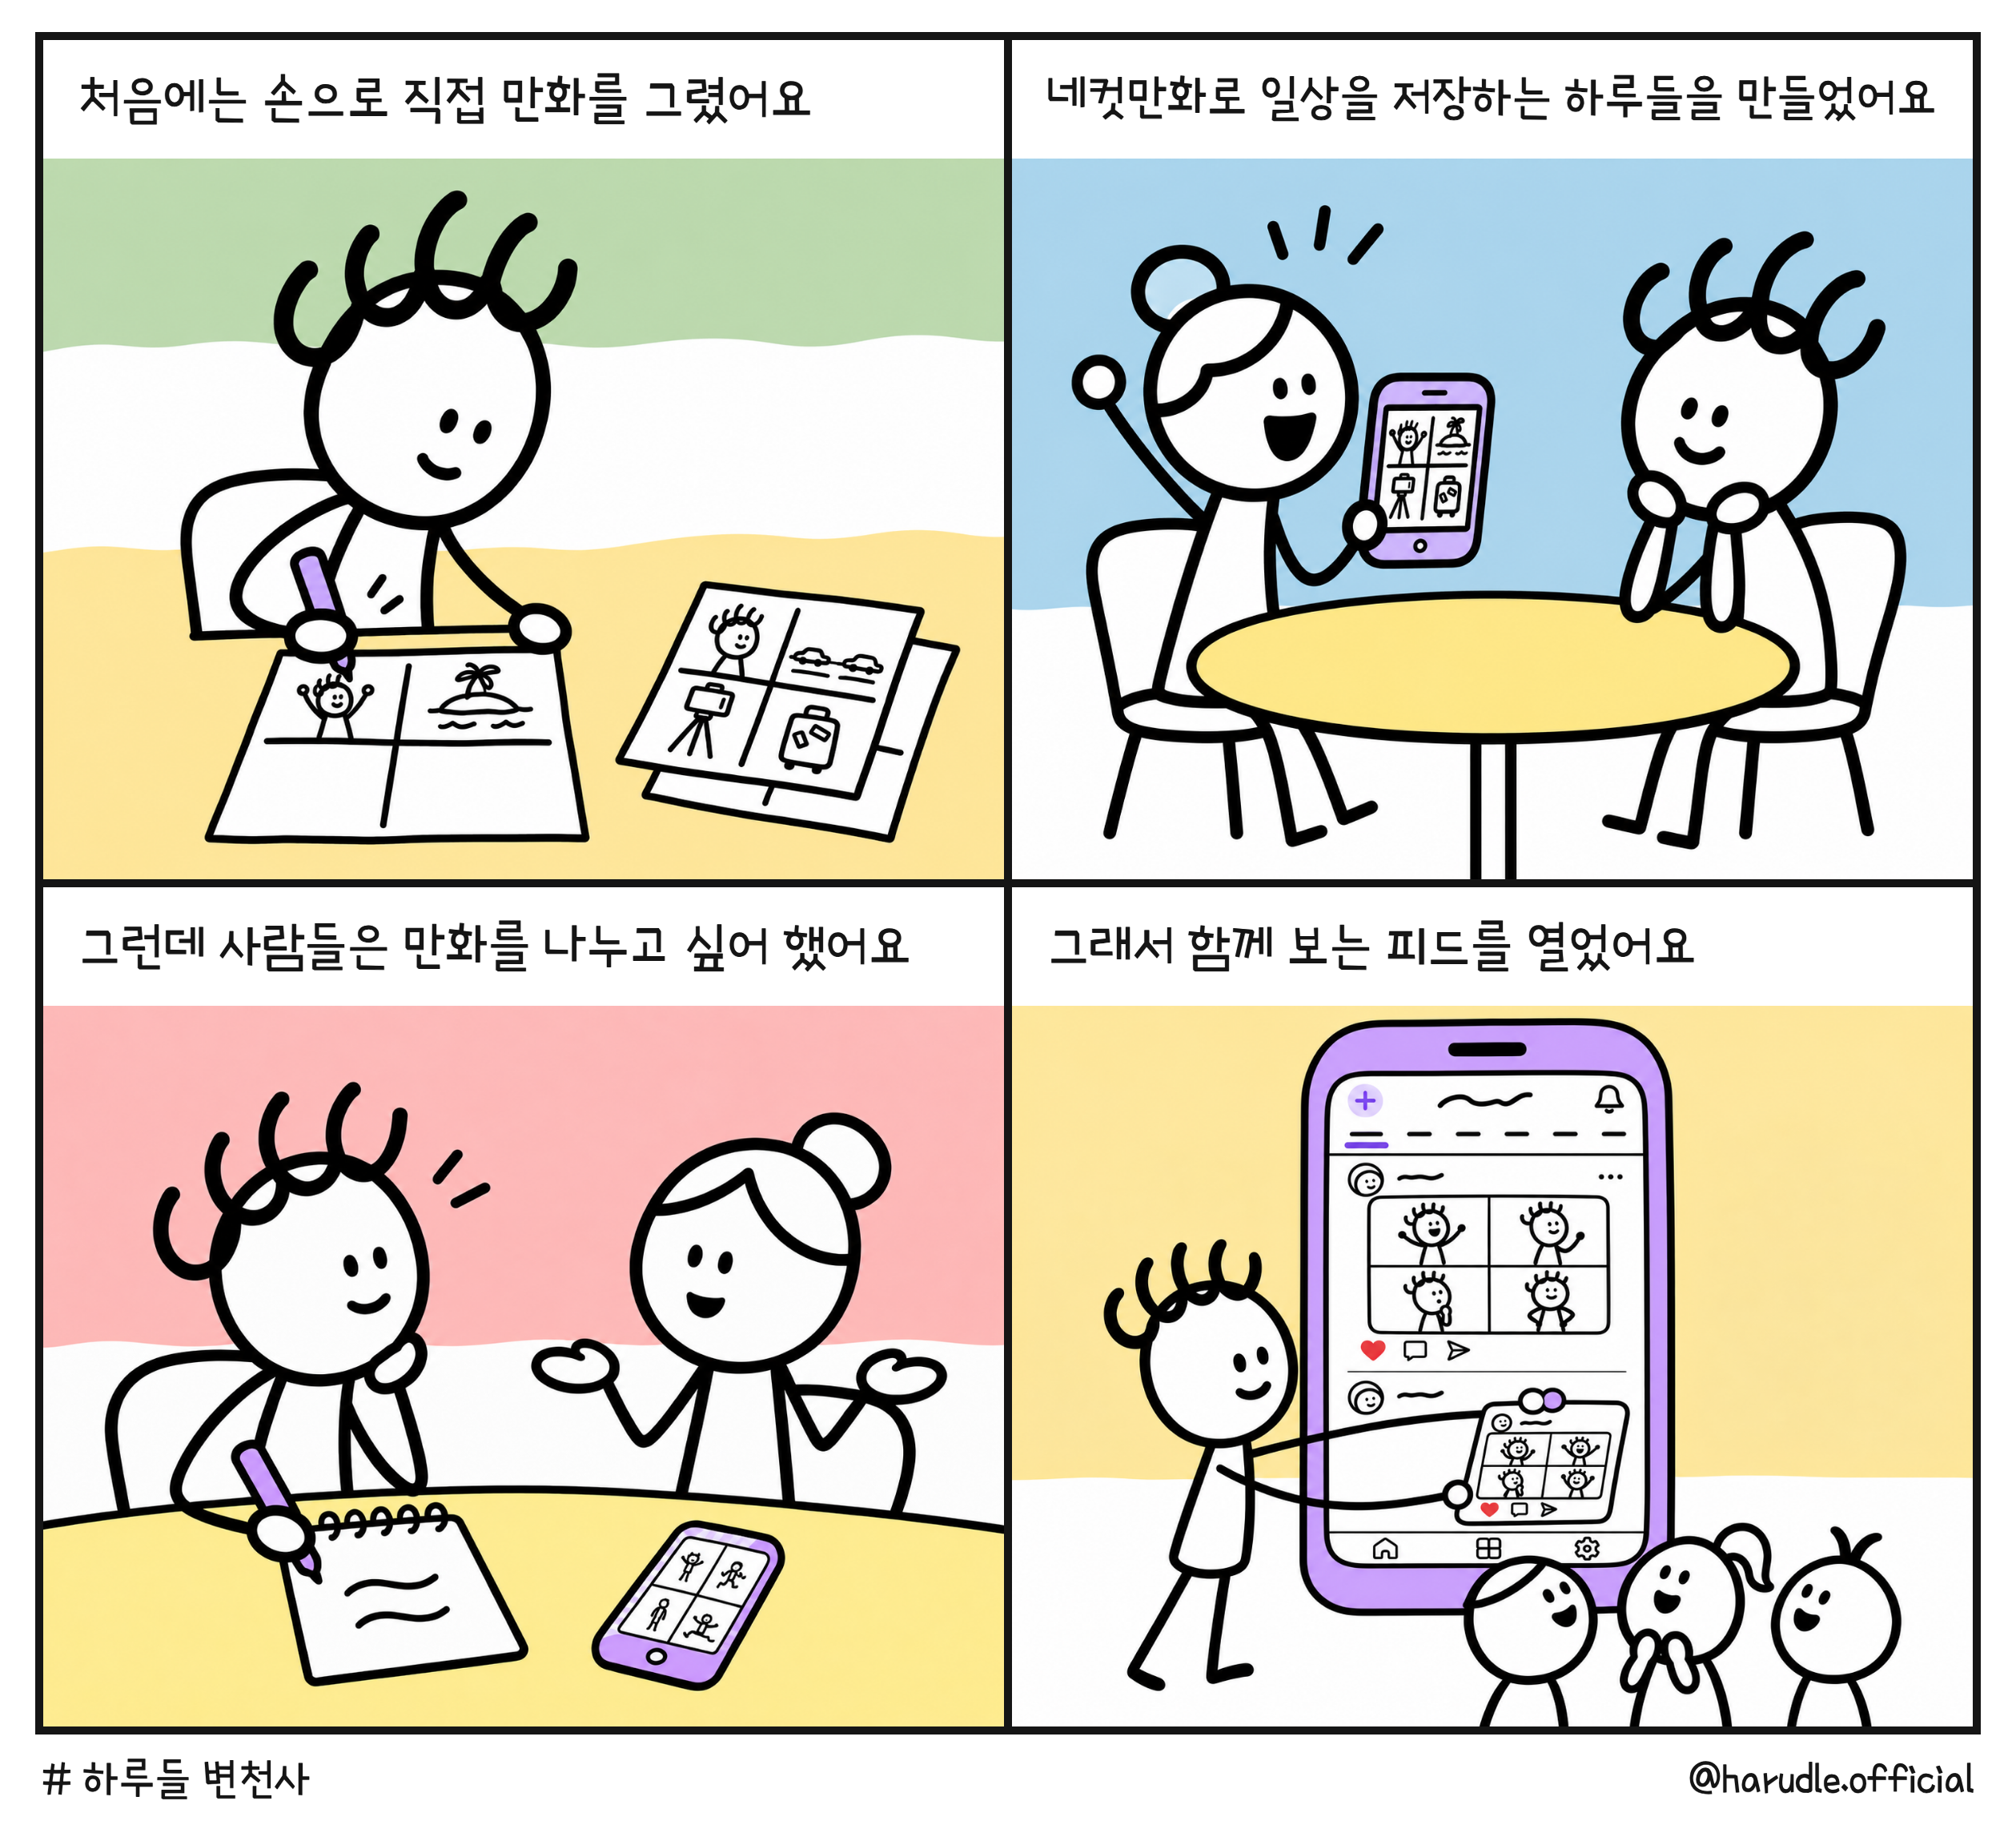 처음에는 손으로 직접 만화를 그렸어요
네컷만화로 일상을 저장하는 하루들을 만들었어요
그런데 사람들은 만화를 나누고 싶어 했어요
그래서 함께 보는 피드를 열었어요
# 하루들 변천사
@harudle.official